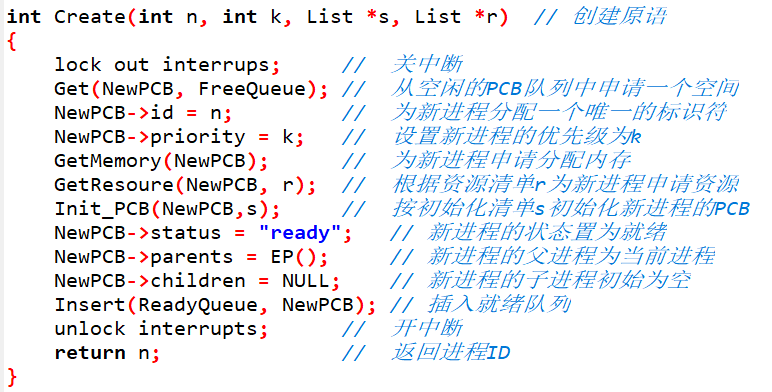 int Create(int n, int k, List *s, List *r)  // 创建原语
{
    lock out interrups;     //  关中断
    Get(NewPCB, FreeQueue); //  从空闲的PCB队列中申请一个空间
    NewPCB->id = n;         //  为新进程分配一个唯一的标识符
    NewPCB->priority = k;   //  设置新进程的优先级为k
    GetMemory(NewPCB);      //  为新进程申请分配内存
    GetResoure(NewPCB, r);  //  根据资源清单r为新进程申请资源
    Init_PCB(NewPCB,s);     //  按初始化清单s初始化新进程的PCB
    NewPCB->status = "ready";   // 新进程的状态置为就绪
    NewPCB->parents = EP();     // 新进程的父进程为当前进程
    NewPCB->children = NULL;    // 新进程的子进程初始为空
    Insert(ReadyQueue, NewPCB); // 插入就绪队列
    unlock interrupts;      //  开中断
    return n;               //  返回进程ID
}